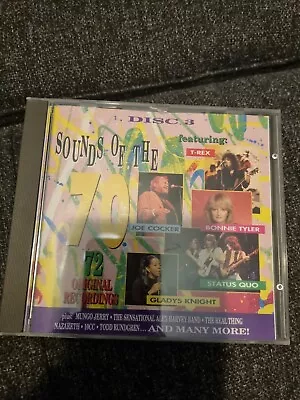 DISC 3
SOUNDS OF THE
70s
featuring:
T-REX
JOE COCKER
BONNIE TYLER
72
ORIGINAL
RECORDINGS
STATUS QUO
GLADYS KNIGHT
plus: MUNGO JERRY • THE SENSATIONAL ALEX HARVEY BAND • THE REAL THING
NAZARETH • 10CC • TODD RUNDGREN ... AND MANY MORE!